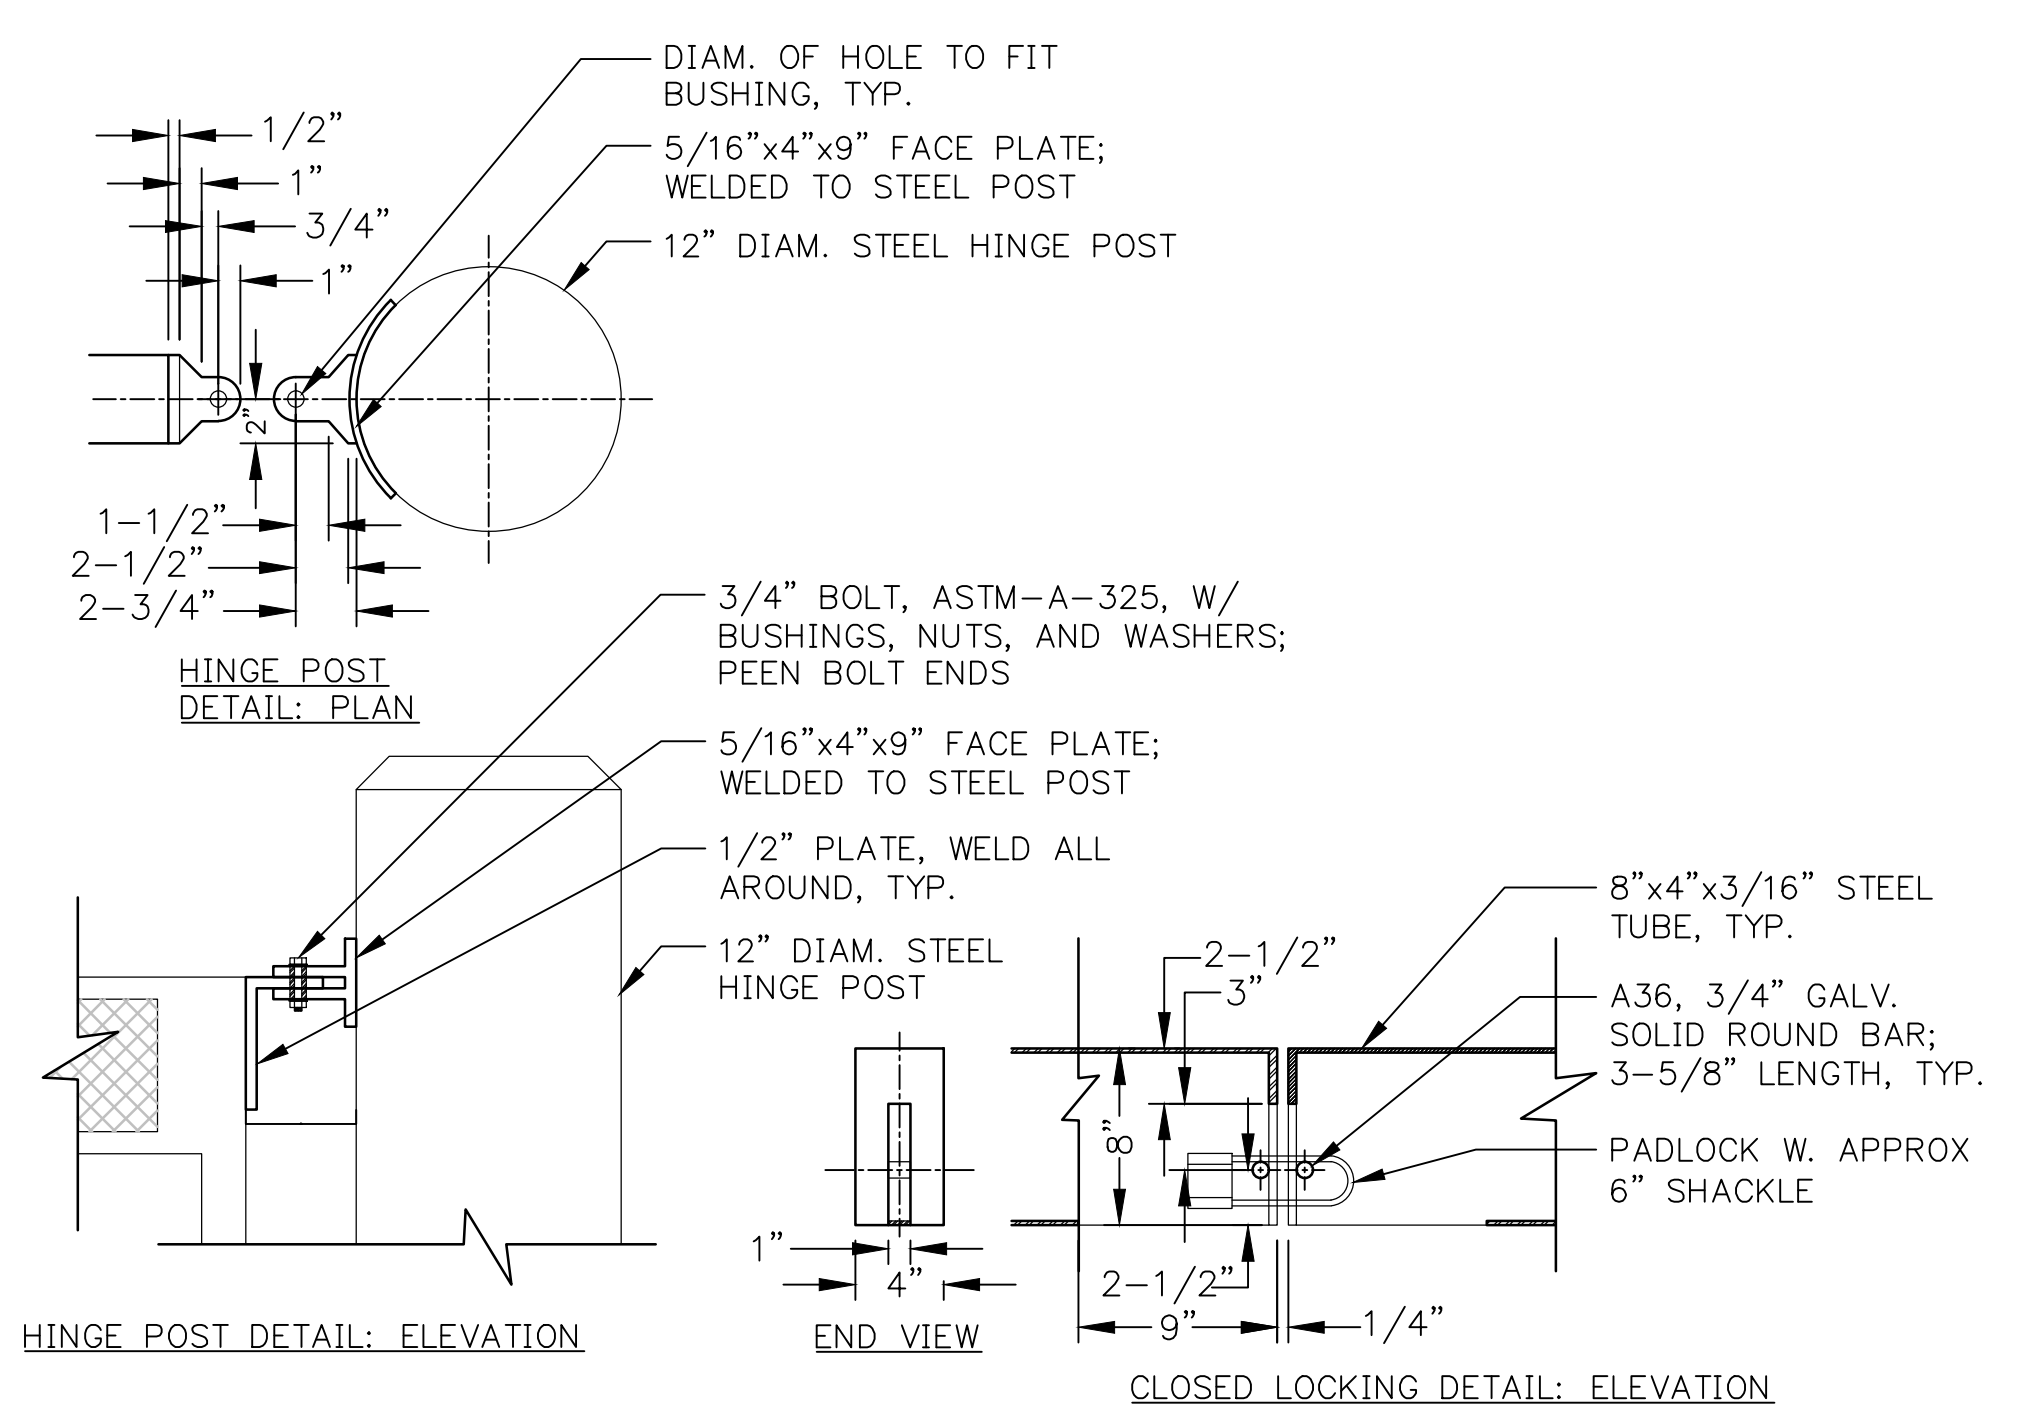 DIAM. OF HOLE TO FIT
BUSHING, TYP.
1/2”
5/16”x4”x9” FACE PLATE;
WELDED TO STEEL POST
1”
3/4”
12” DIAM. STEEL HINGE POST
1”
2”
1–1/2”
2–1/2”
2–3/4”
HINGE POST
DETAIL: PLAN
3/4” BOLT, ASTM–A–325, W/
BUSHINGS, NUTS, AND WASHERS;
PEEN BOLT ENDS
5/16”x4”x9” FACE PLATE;
WELDED TO STEEL POST
1/2” PLATE, WELD ALL
AROUND, TYP.
12” DIAM. STEEL
HINGE POST
HINGE POST DETAIL: ELEVATION
1”
4”
END VIEW
8”x4”x3/16” STEEL
TUBE, TYP.
2–1/2”
3”
A36, 3/4” GALV.
SOLID ROUND BAR;
3–5/8” LENGTH, TYP.
8”
PADLOCK W. APPROX
6” SHACKLE
2–1/2”
9”
1/4”
CLOSED LOCKING DETAIL: ELEVATION